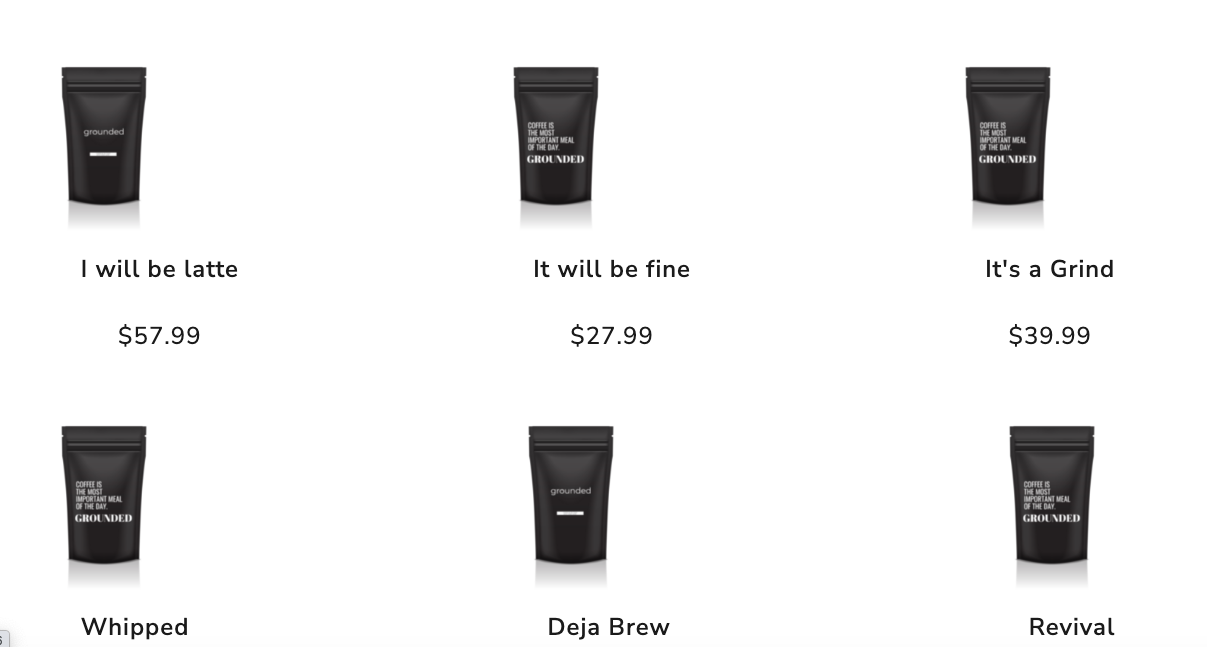 grounded
COFFEE IS
THE MOST
IMPORTANT MEAL
OF THE DAY.
GROUNDED
COFFEE IS
THE MOST
IMPORTANT MEAL
OF THE DAY.
GROUNDED
I will be latte
It will be fine
It's a Grind
$57.99
$27.99
$39.99
COFFEE IS
THE MOST
IMPORTANT MEAL
OF THE DAY.
GROUNDED
grounded
COFFEE IS
THE MOST
IMPORTANT MEAL
OF THE DAY.
GROUNDED
Whipped
Deja Brew
Revival